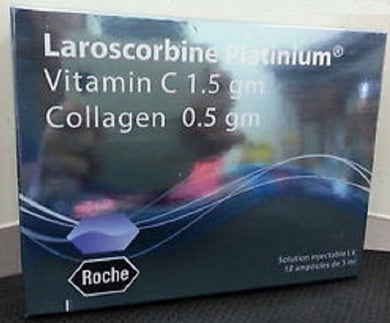 Laroscorbine Platinium®
Vitamin C 1.5 gm
Collagen 0.5 gm
Roche
Solution injectable I.V.
10 ampoules de 5 ml